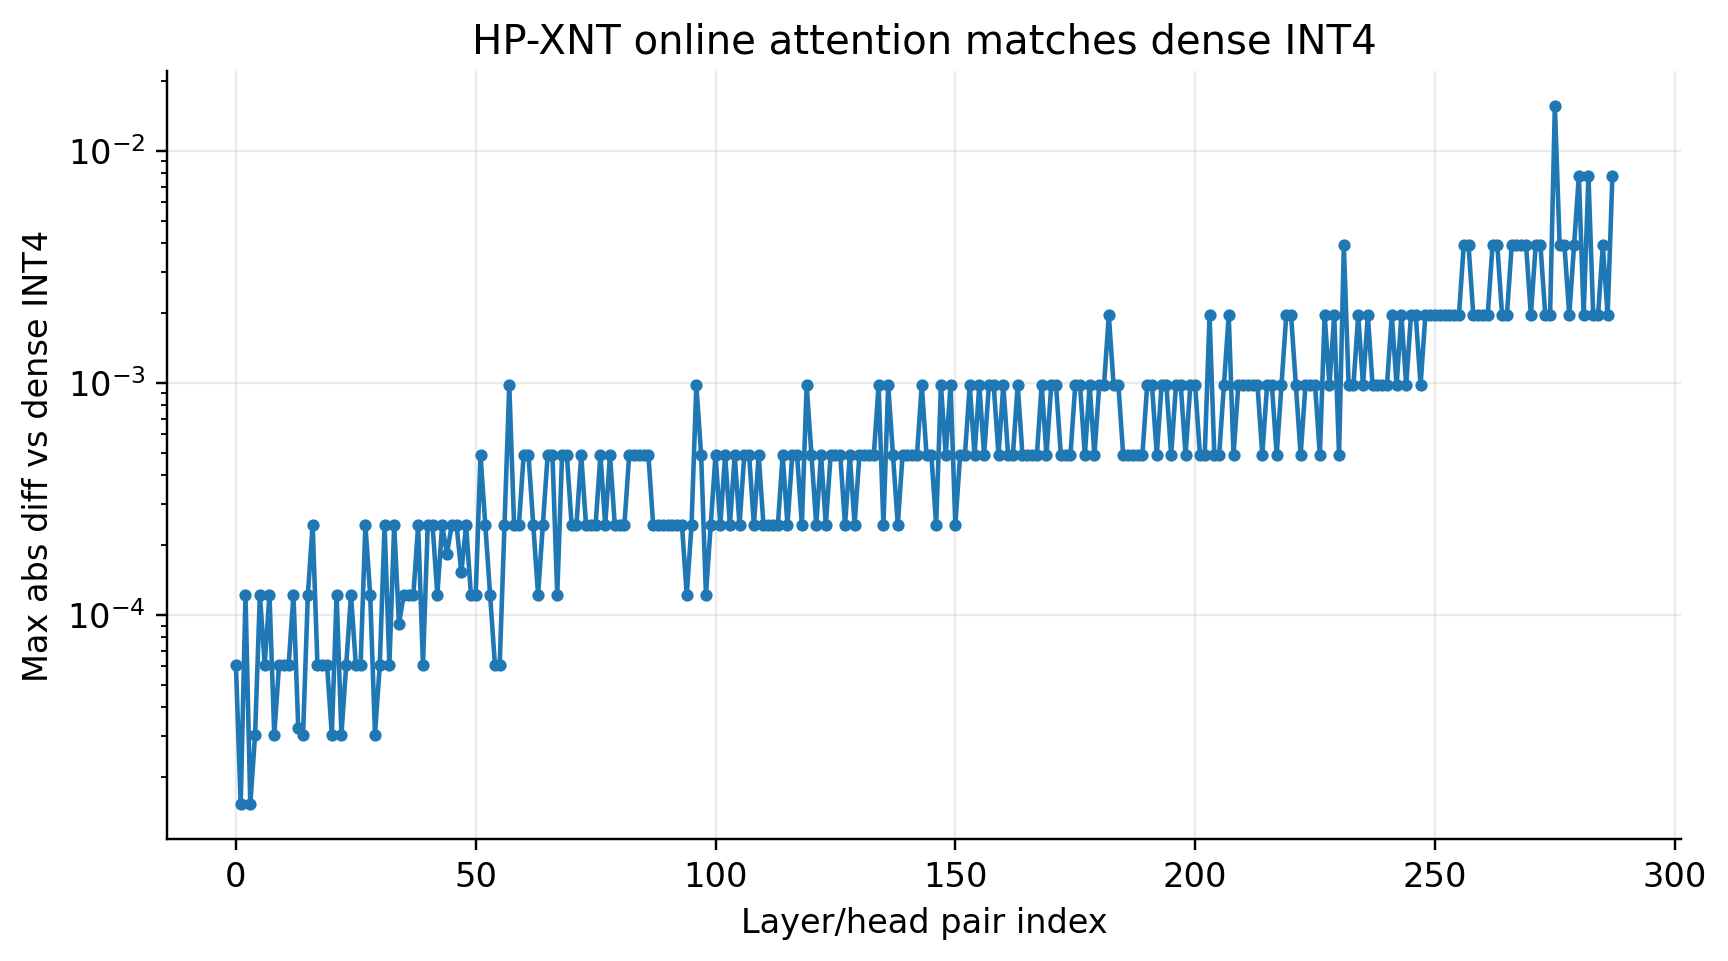 HP-XNT online attention matches dense INT4
Max abs diff vs dense INT4
10⁻²
10⁻³
10⁻⁴
0 50 100 150 200 250 300
Layer/head pair index